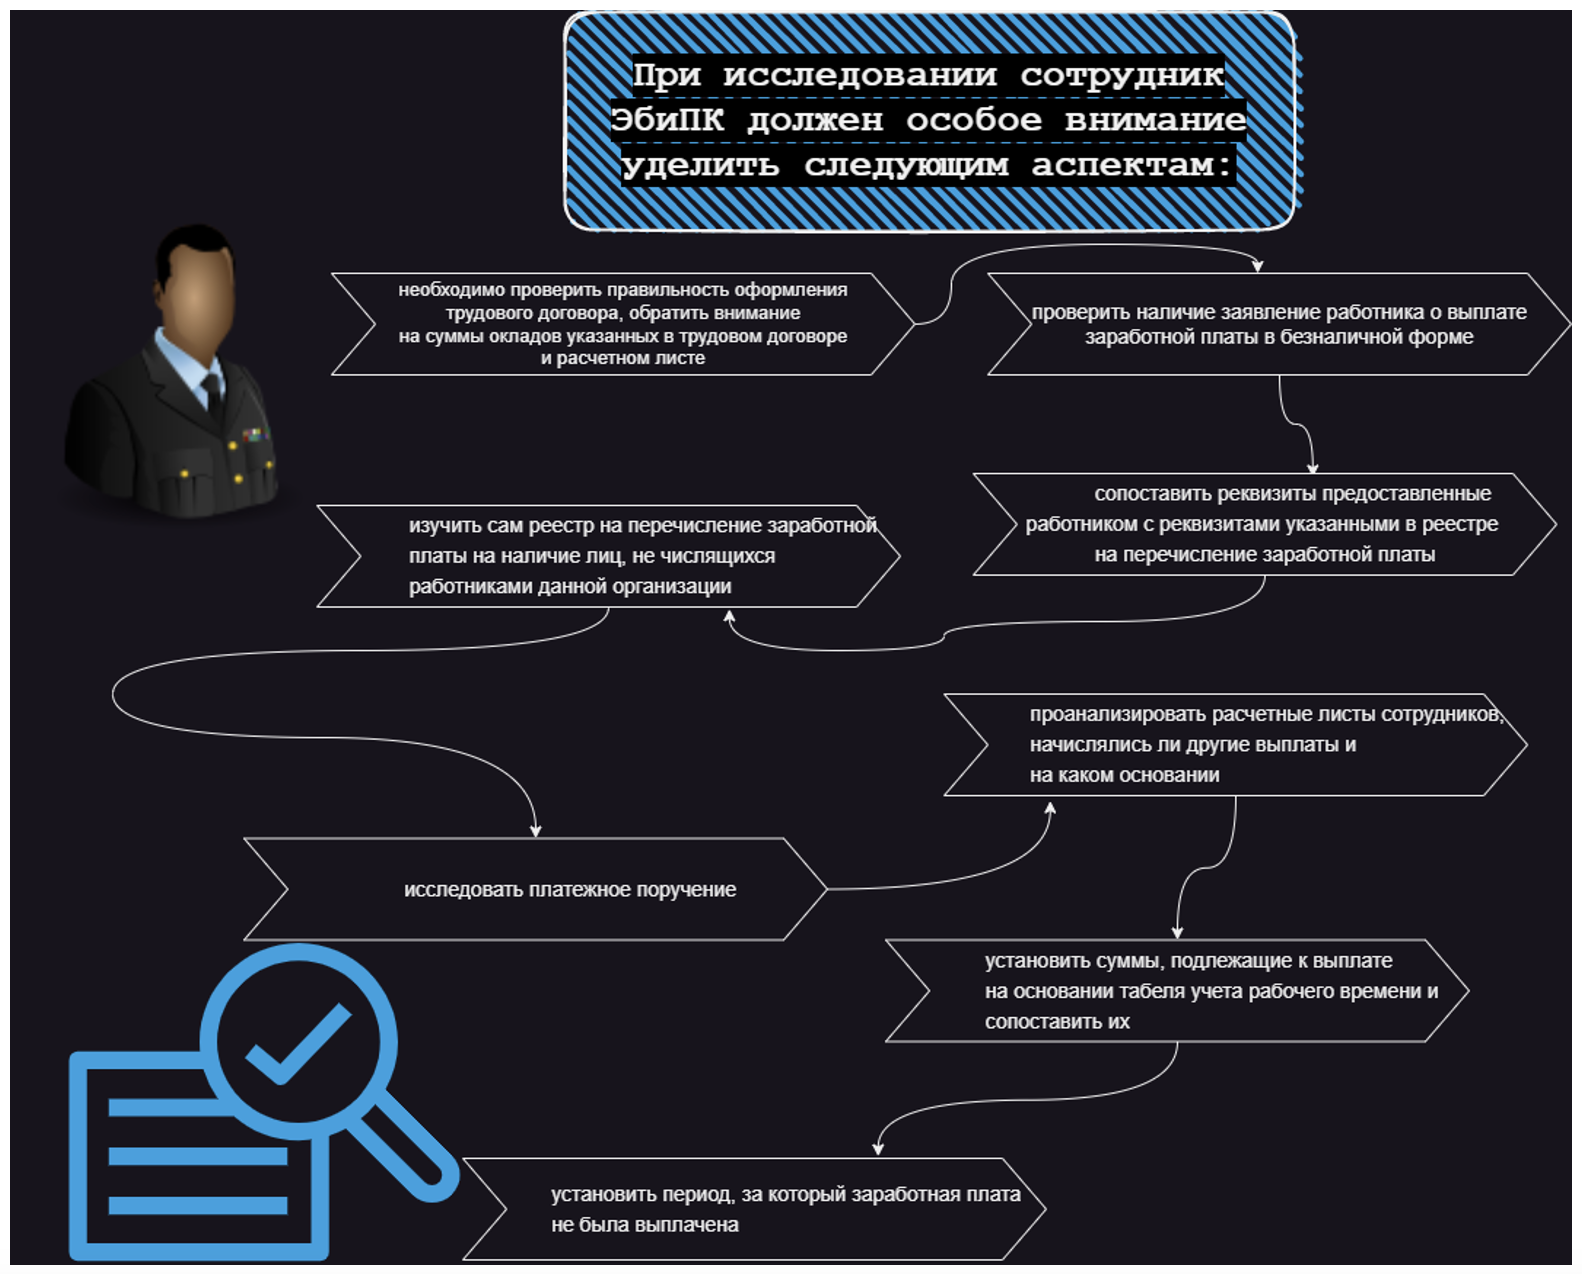 При исследовании сотрудник
ЭбиПК должен особое внимание
уделить следующим аспектам:
необходимо проверить правильность оформления
трудового договора, обратить внимание
на суммы окладов указанных в трудовом договоре
и расчетном листе
проверить наличие заявление работника о выплате
заработной платы в безналичной форме
сопоставить реквизиты предоставленные
работником с реквизитами указанными в реестре
на перечисление заработной платы
изучить сам реестр на перечисление заработной
платы на наличие лиц, не числящихся
работниками данной организации
исследовать платежное поручение
проанализировать расчетные листы сотрудников,
начислялись ли другие выплаты и
на каком основании
установить суммы, подлежащие к выплате
на основании табеля учета рабочего времени и
сопоставить их
установить период, за который заработная плата
не была выплачена